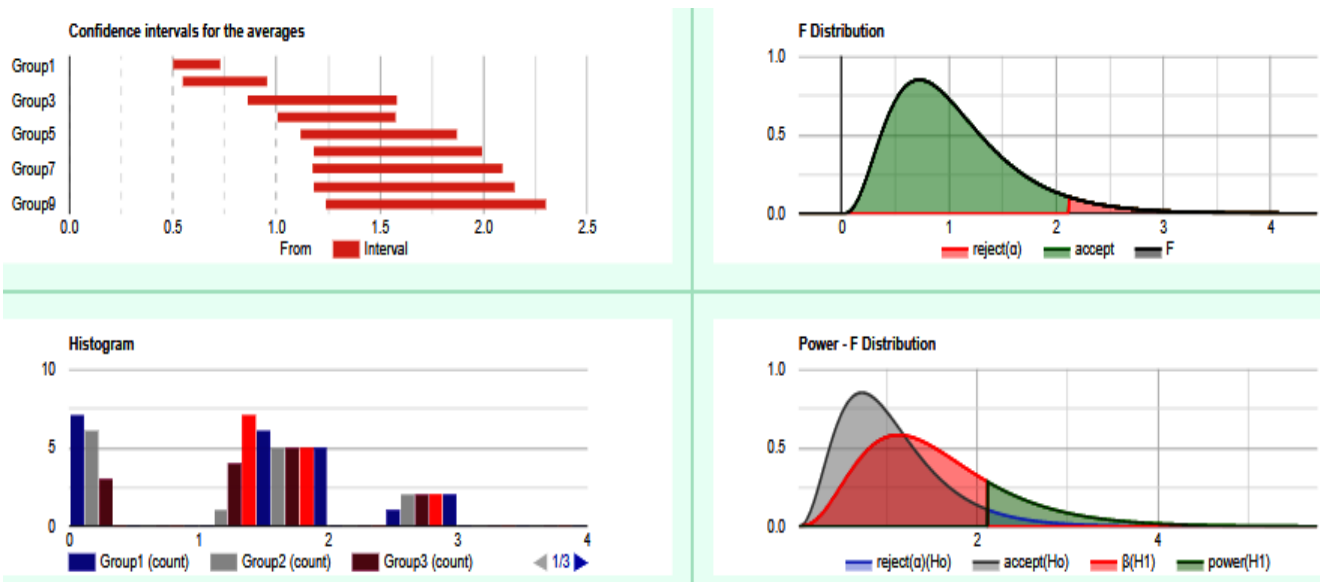 Confidence intervals for the averages
Group1
Group3
Group5
Group7
Group9
0.0 0.5 1.0 1.5 2.0 2.5
From Interval
F Distribution
1.0
0.5
0.0
0 1 2 3 4
reject(α) accept F
Histogram
10
5
0
0 1 2 3 4
Group1 (count) Group2 (count) Group3 (count) 1/3
Power - F Distribution
1.0
0.5
0.0
2 4
reject(α)(Ho) accept(Ho) β(H1) power(H1)